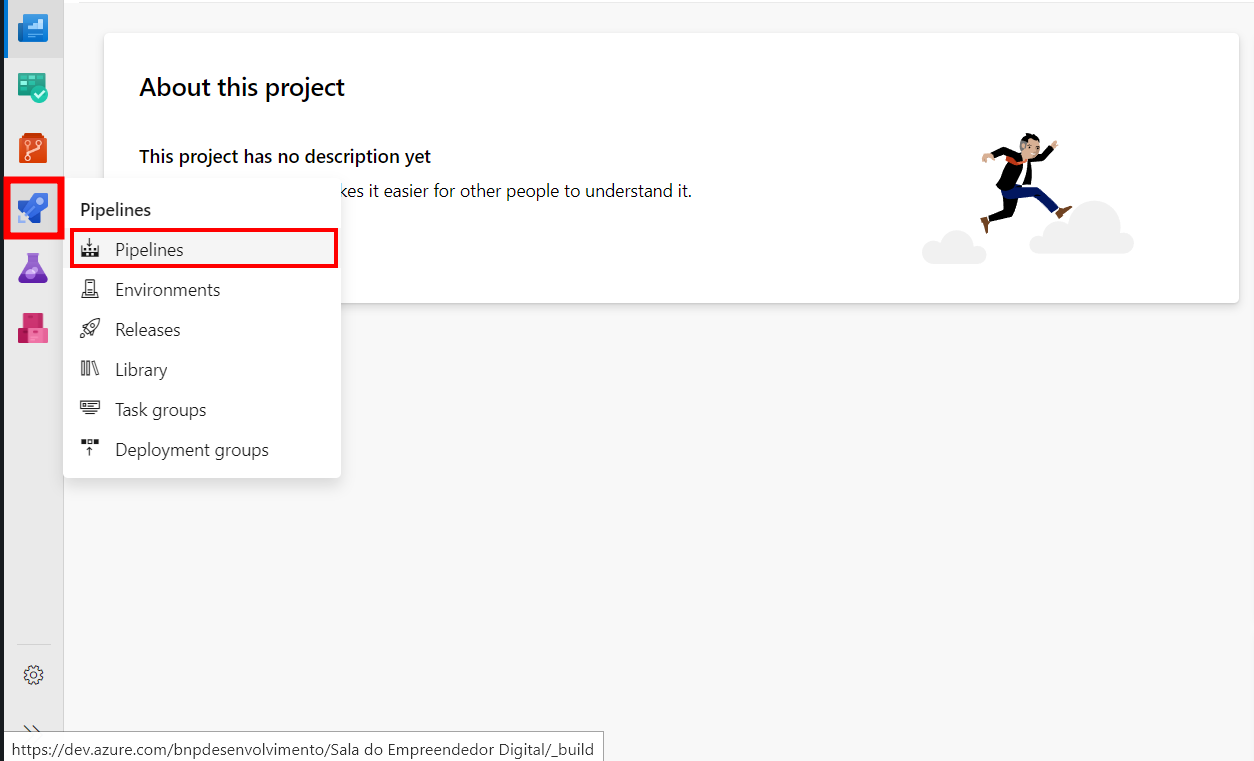 About this project
This project has no description yet
kes it easier for other people to understand it.
Pipelines
Pipelines
Environments
Releases
Library
Task groups
Deployment groups
https://dev.azure.com/bnpdesenvolvimento/Sala do Empreendedor Digital/_build